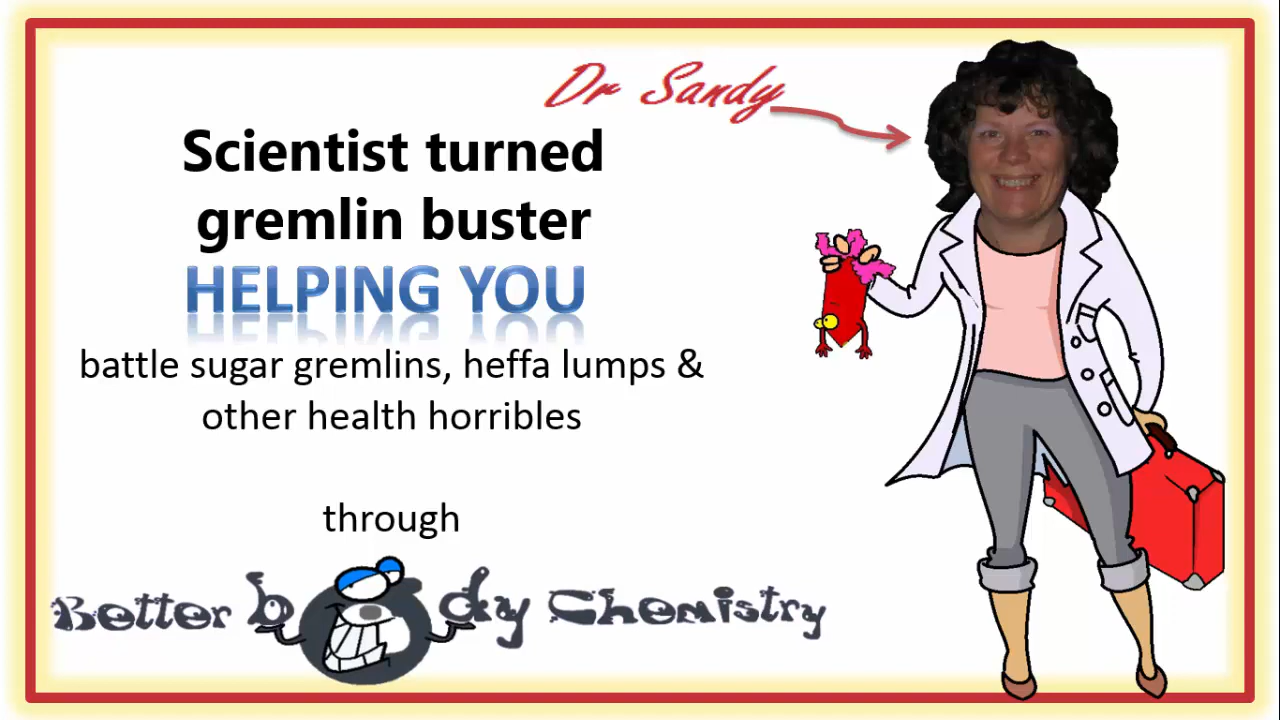 Dr Sandy
Scientist turned
gremlin buster
HELPING YOU
battle sugar gremlins, heffa lumps &
other health horribles
through
Better body Chemistry